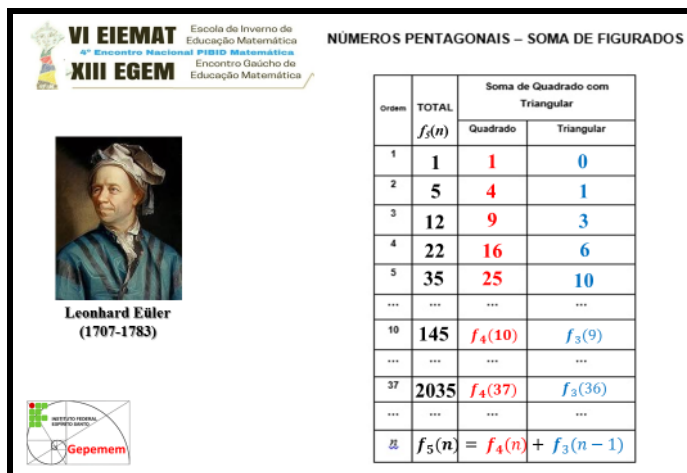 VI EIEMAT Escola de Inverno de Educação Matemática
4º Encontro Nacional PIBID Matemática
XIII EGEM Encontro Gaúcho de Educação Matemática
NÚMEROS PENTAGONAIS – SOMA DE FIGURADOS
Ordem TOTAL Soma de Quadrado com Triangular
f₅(n) Quadrado Triangular
1 1 1 0
2 5 4 1
3 12 9 3
4 22 16 6
5 35 25 10
... ... ... ...
10 145 f₄(10) f₃(9)
... ... ... ...
37 2035 f₄(37) f₃(36)
... ... ... ...
n f₅(n) = f₄(n) + f₃(n − 1)
Leonhard Eüler
(1707-1783)
INSTITUTO FEDERAL
ESPÍRITO SANTO
Gepemem